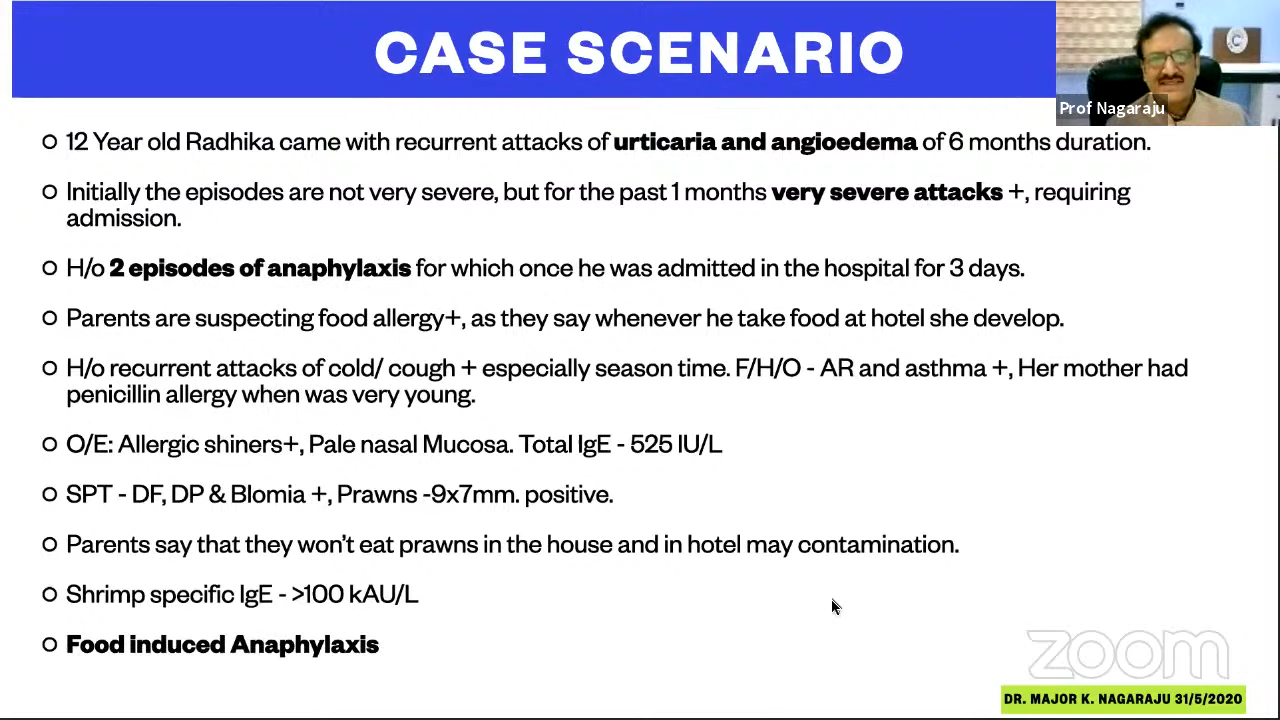 CASE SCENARIO
Prof Nagaraju
12 Year old Radhika came with recurrent attacks of urticaria and angioedema of 6 months duration.
Initially the episodes are not very severe, but for the past 1 months very severe attacks +, requiring
admission.
H/o 2 episodes of anaphylaxis for which once he was admitted in the hospital for 3 days.
Parents are suspecting food allergy+, as they say whenever he take food at hotel she develop.
H/o recurrent attacks of cold/ cough + especially season time. F/H/O - AR and asthma +, Her mother had
penicillin allergy when was very young.
O/E: Allergic shiners+, Pale nasal Mucosa. Total IgE - 525 IU/L
SPT - DF, DP & Blomia +, Prawns -9x7mm. positive.
Parents say that they won't eat prawns in the house and in hotel may contamination.
Shrimp specific IgE - >100 kAU/L
Food induced Anaphylaxis
zoom
DR. MAJOR K. NAGARAJU 31/5/2020